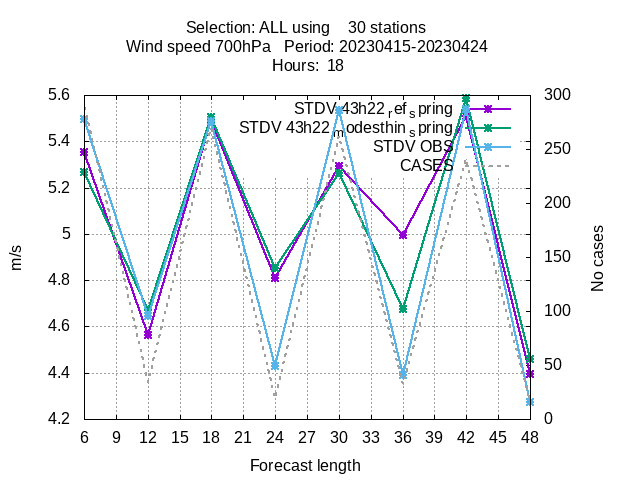 Selection: ALL using 30 stations
Wind speed 700hPa Period: 20230415-20230424
Hours: 18
STDV 43h22_ref_spring
STDV 43h22_modesthin_spring
STDV OBS
CASES
5.6
5.4
5.2
5
4.8
4.6
4.4
4.2
m/s
300
250
200
150
100
50
0
No cases
6 9 12 15 18 21 24 27 30 33 36 39 42 45 48
Forecast length